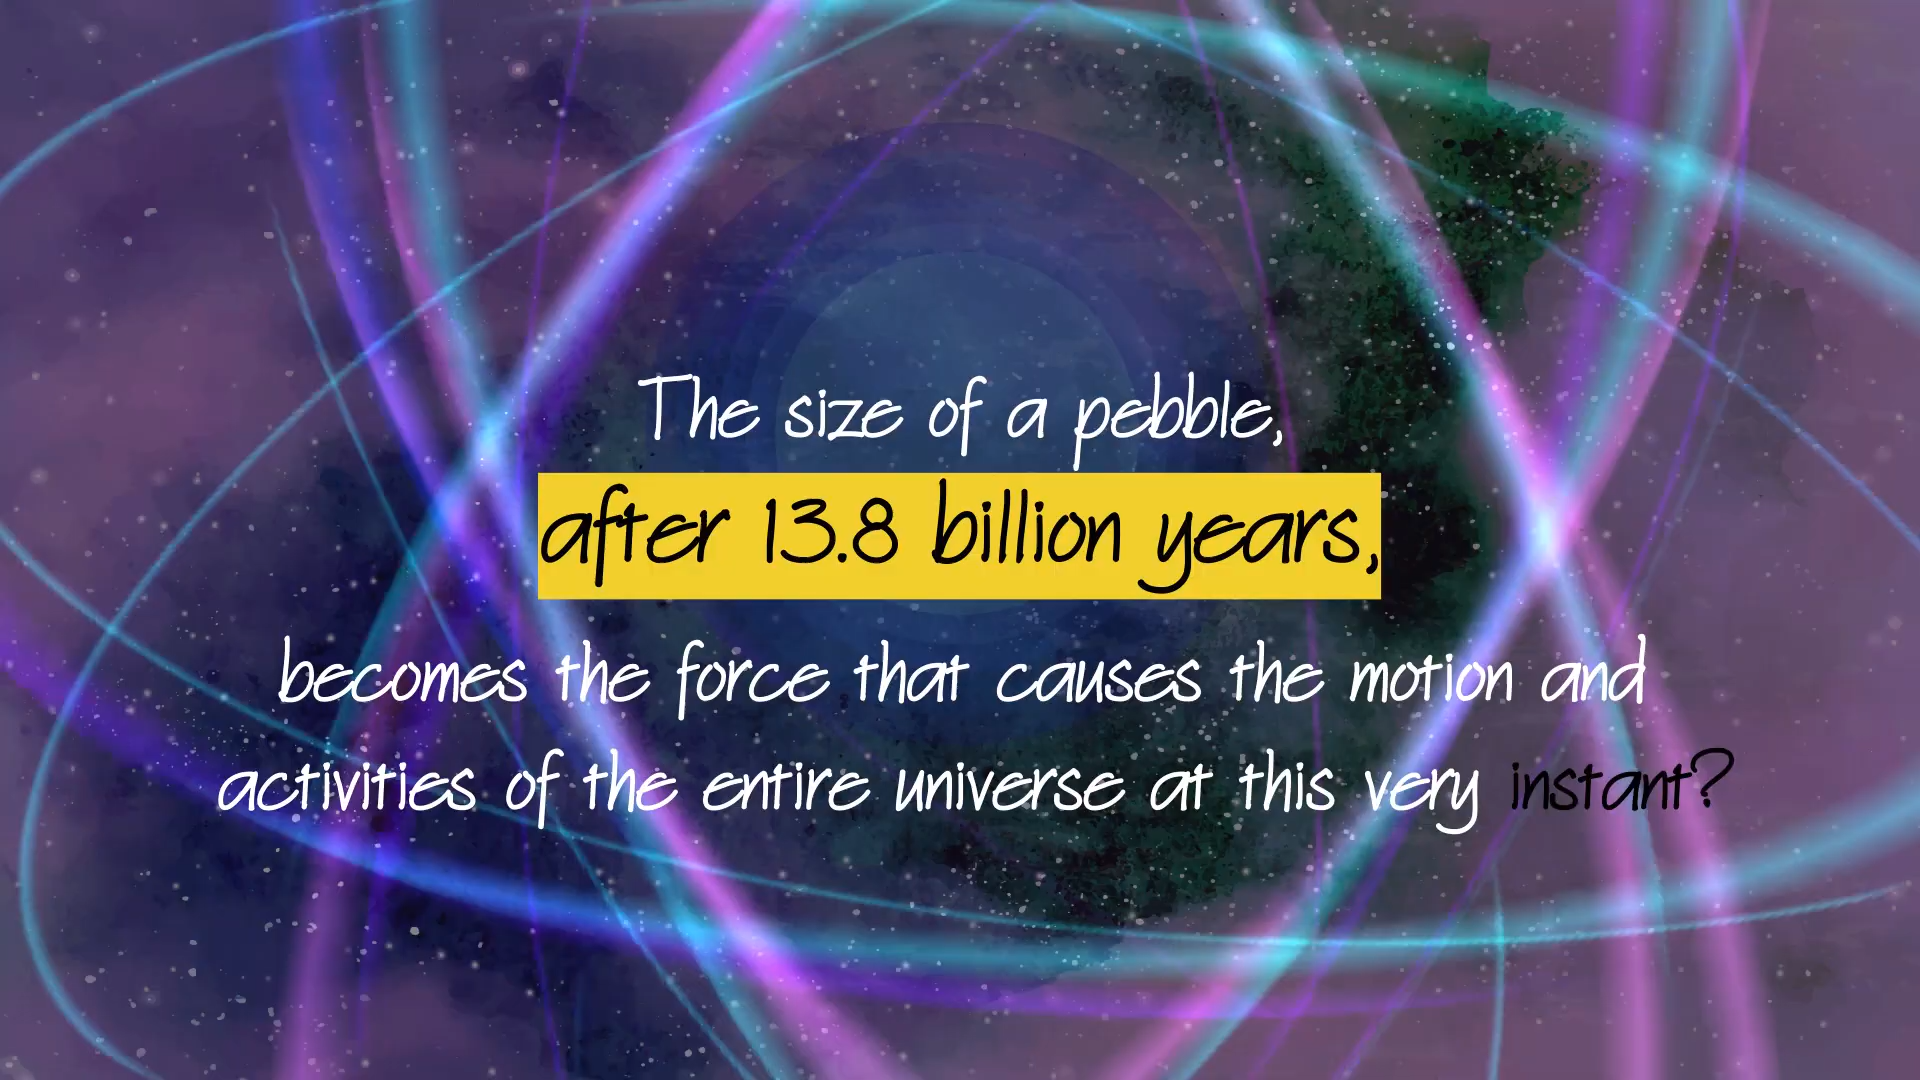 The size of a pebble,
after 13.8 billion years,
becomes the force that causes the motion and
activities of the entire universe at this very instant?